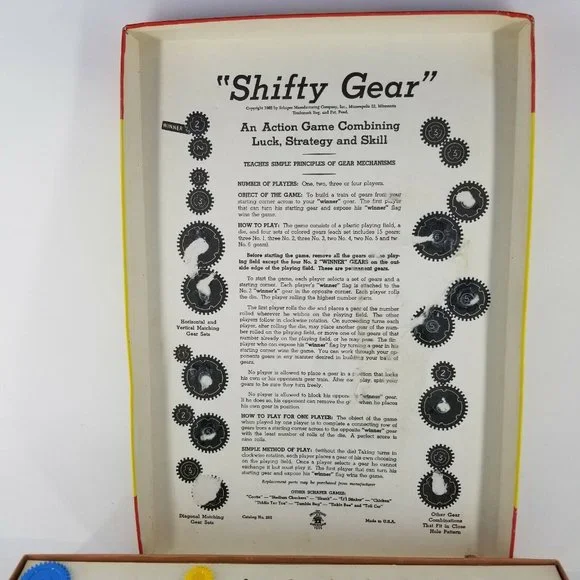 "Shifty Gear"
Copyright 1962 by Schaper Manufacturing Company, Inc., Minneapolis 22, Minnesota
Trademark Reg. and Pat. Pend.
An Action Game Combining
Luck, Strategy and Skill
TEACHES SIMPLE PRINCIPLES OF GEAR MECHANISMS
WINNER
NUMBER OF PLAYERS: One, two, three or four players.
OBJECT OF THE GAME: To build a train of gears from your
starting corner across to your "winner" gear. The first player
that can turn his starting gear and expose his "winner" flag
wins the game.
HOW TO PLAY: The game consists of a plastic playing field, a
die, and four sets of colored gears (each set includes 15 gears:
three No. 1, three No. 2, three No. 3, two No. 4, two No. 5 and two
No. 6 gears).
Before starting the game, remove all the gears on the play-
ing field except the four No. 2 "WINNER" GEARS on the out-
side edge of the playing field. These are permanent gears.
To start the game, each player selects a set of gears and a
starting corner. Each player's "winner" flag is attached to the
No. 2 "winner's" gear in the opposite corner. Each player rolls
the die. The player rolling the highest number starts.
The first player rolls the die and places a gear of the number
rolled wherever he wishes on the playing field. The other players
follow in clockwise rotation. On succeeding turns each
player, after rolling the die, may place another gear of the num-
ber rolled on the playing field, or move one of his gears of that
number already on the playing field, or he may pass. The first
player who can expose his "winner" flag by turning a gear in his
starting corner wins the game. You can work through your op-
ponents gears in any manner desired in building your train of
gears.
No player is allowed to place a gear in a position that locks
his own or his opponents gear train. After each play spin your
gears to be sure they turn freely.
No player is allowed to block his opponents "winner" gear.
If he does so, his opponent can remove the gear when he places
his own gear in position.
HOW TO PLAY FOR ONE PLAYER: The object of the game
when played by one player is to complete a connecting row of
gears from a starting corner across to the opposite "winner" gear
with the least number of rolls of the die. A perfect score is
nine rolls.
SIMPLE METHOD OF PLAY: (without the die) Taking turns in
clockwise rotation, each player places a gear of his own choosing
on the playing field. Once a player selects a gear he cannot
exchange it but must play it. The first player that can turn his
starting gear and expose his "winner" flag wins the game.
Replacement parts may be purchased from manufacturer
OTHER SCHAPER GAMES:
"Cootie" — "Stadium Checkers" — "Skunk" — "Li'l Stinker" — "Chicken"
"Tickle Bee" and "Tell Cat"
Catalog No. 205
Made in U.S.A.
Horizontal and
Vertical Matching
Gear Sets
Diagonal Matching
Gear Sets
Other Gear
Combinations
That Fit in Close
Hole Pattern